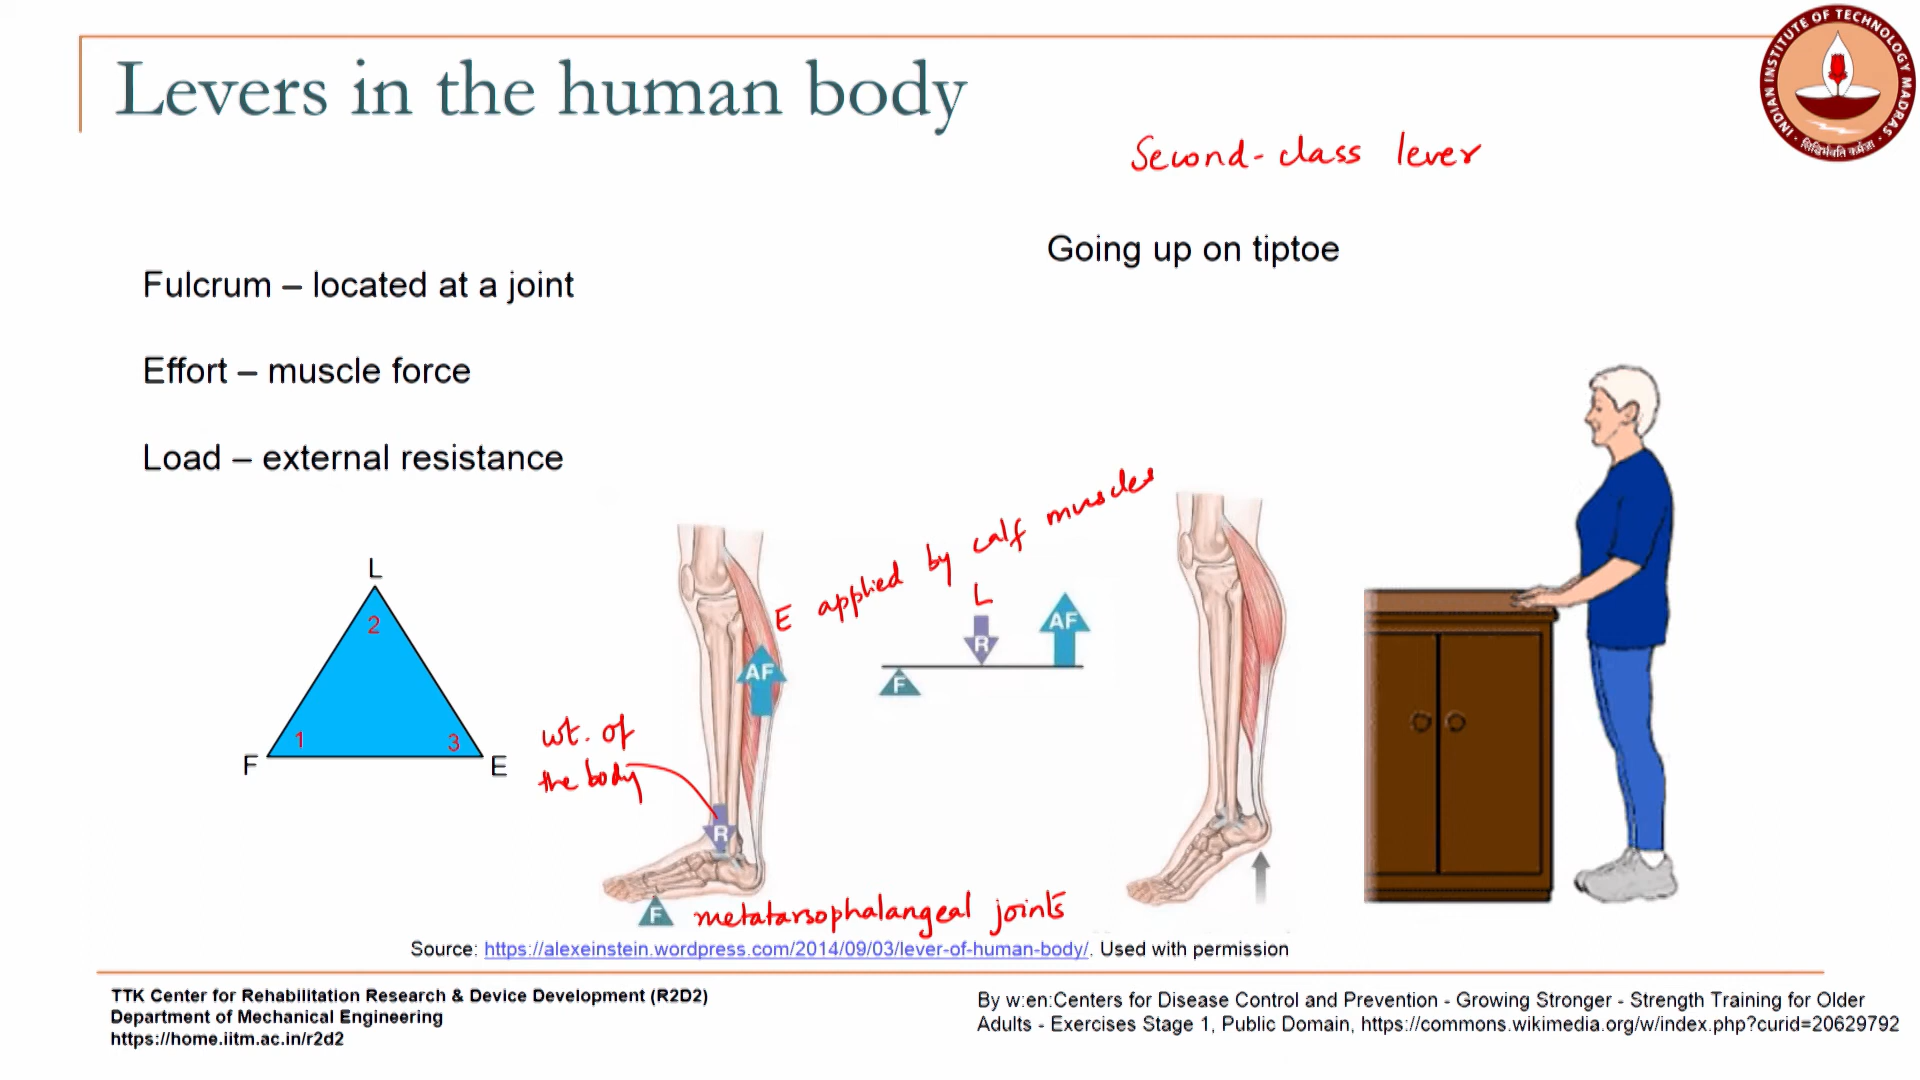 Levers in the human body
INDIAN INSTITUTE OF TECHNOLOGY MADRAS
सिद्धिर्भवति कर्मजा
Second-class lever
Going up on tiptoe
Fulcrum – located at a joint
Effort – muscle force
Load – external resistance
E applied by calf muscles
L
2
1
3
F
E
L
R
AF
F
AF
wt. of
the body
R
F
metatarsophalangeal joints
Source: https://alexeinstein.wordpress.com/2014/09/03/lever-of-human-body/. Used with permission
TTK Center for Rehabilitation Research & Device Development (R2D2)
Department of Mechanical Engineering
https://home.iitm.ac.in/r2d2
By w:en:Centers for Disease Control and Prevention - Growing Stronger - Strength Training for Older
Adults - Exercises Stage 1, Public Domain, https://commons.wikimedia.org/w/index.php?curid=20629792